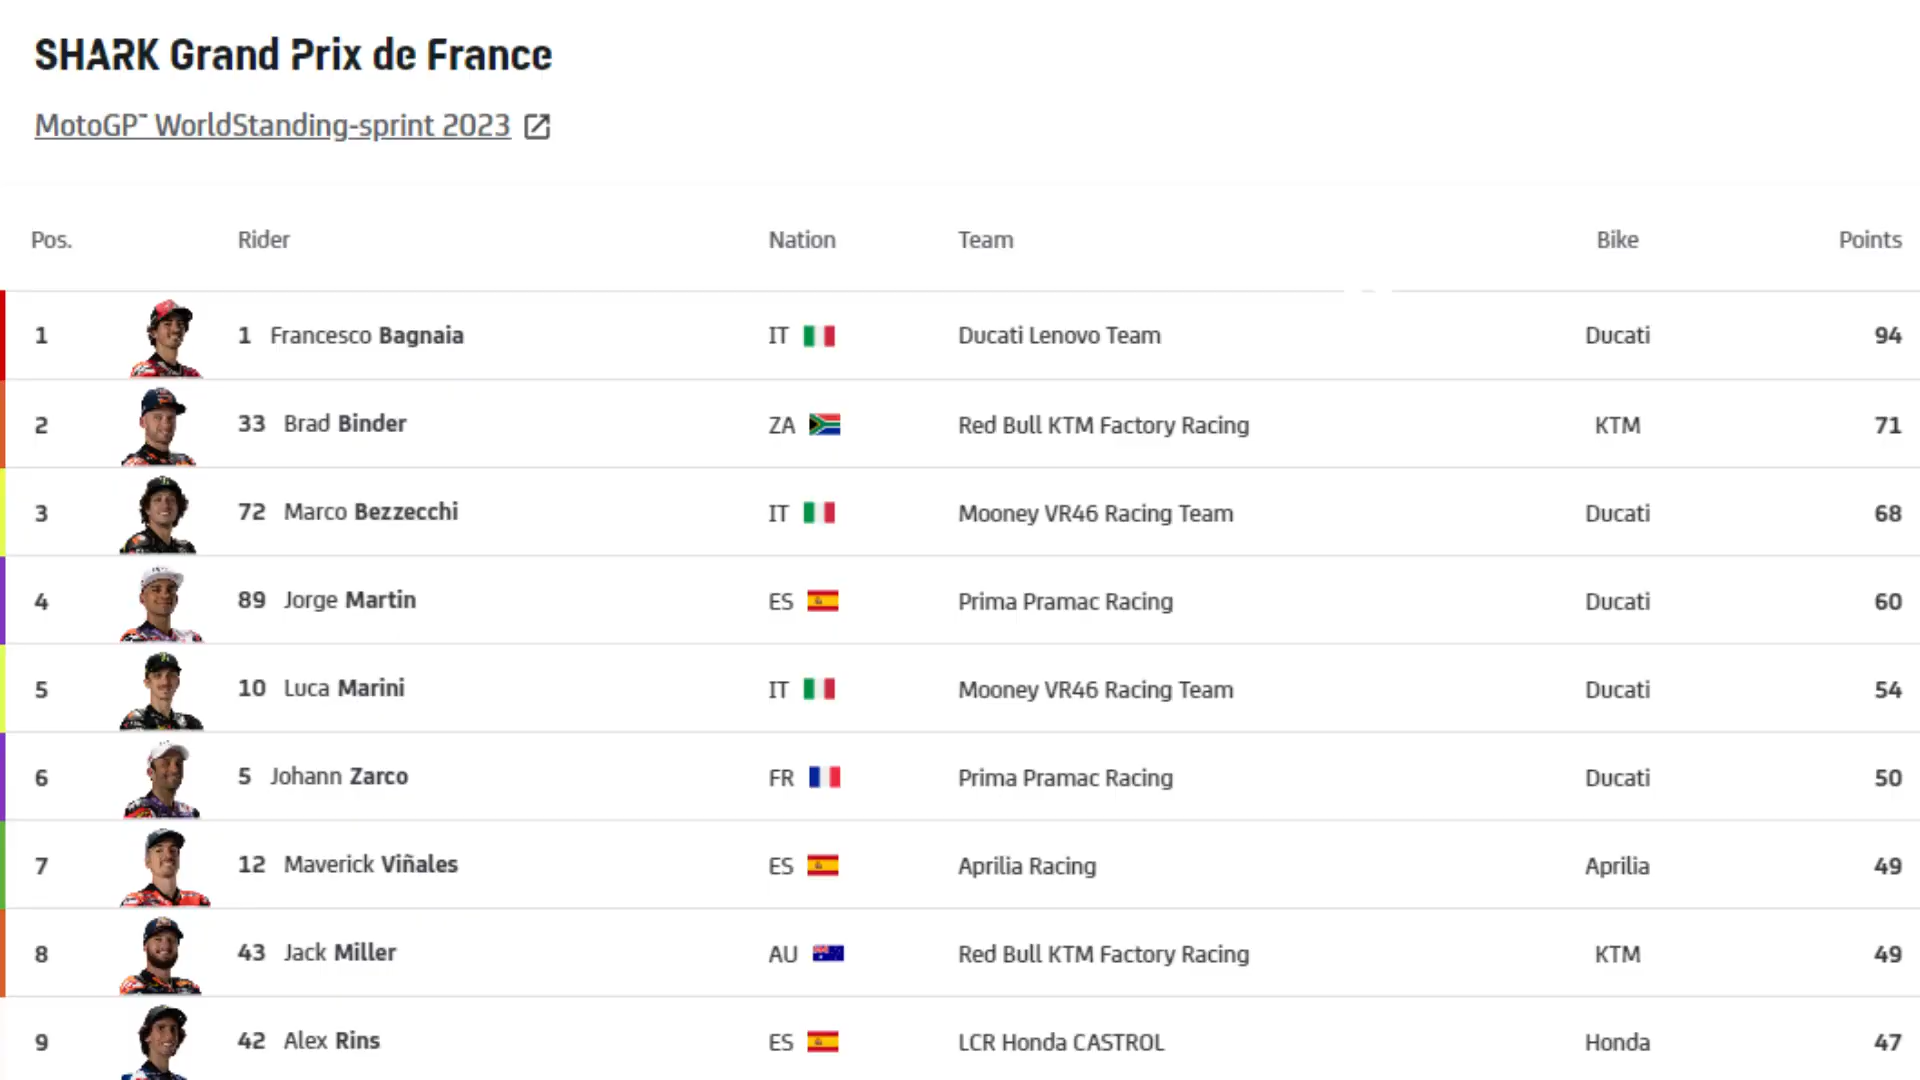 SHARK Grand Prix de France
MotoGP™ WorldStanding-sprint 2023
Pos. Rider Nation Team Bike Points
1 1 Francesco Bagnaia IT Ducati Lenovo Team Ducati 94
2 33 Brad Binder ZA Red Bull KTM Factory Racing KTM 71
3 72 Marco Bezzecchi IT Mooney VR46 Racing Team Ducati 68
4 89 Jorge Martin ES Prima Pramac Racing Ducati 60
5 10 Luca Marini IT Mooney VR46 Racing Team Ducati 54
6 5 Johann Zarco FR Prima Pramac Racing Ducati 50
7 12 Maverick Viñales ES Aprilia Racing Aprilia 49
8 43 Jack Miller AU Red Bull KTM Factory Racing KTM 49
9 42 Alex Rins ES LCR Honda CASTROL Honda 47